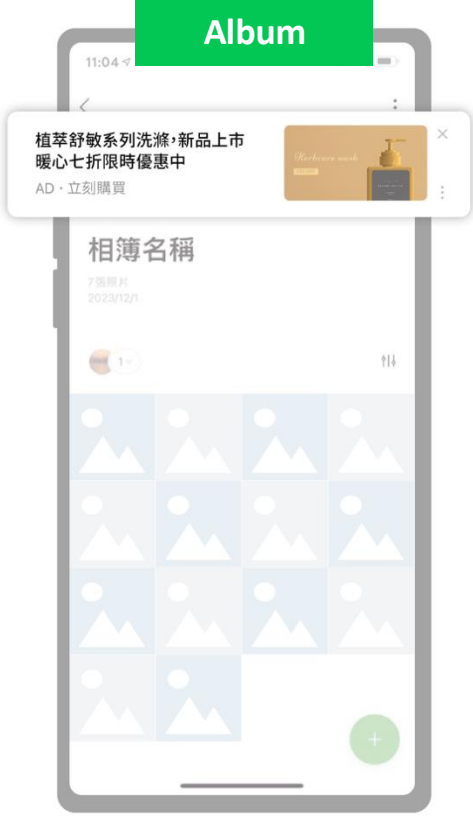 Album
11:04
植萃舒敏系列洗滌，新品上市
暖心七折限時優惠中
AD · 立刻購買
Herbcare wash
相簿名稱
7張照片
2023/12/1
1